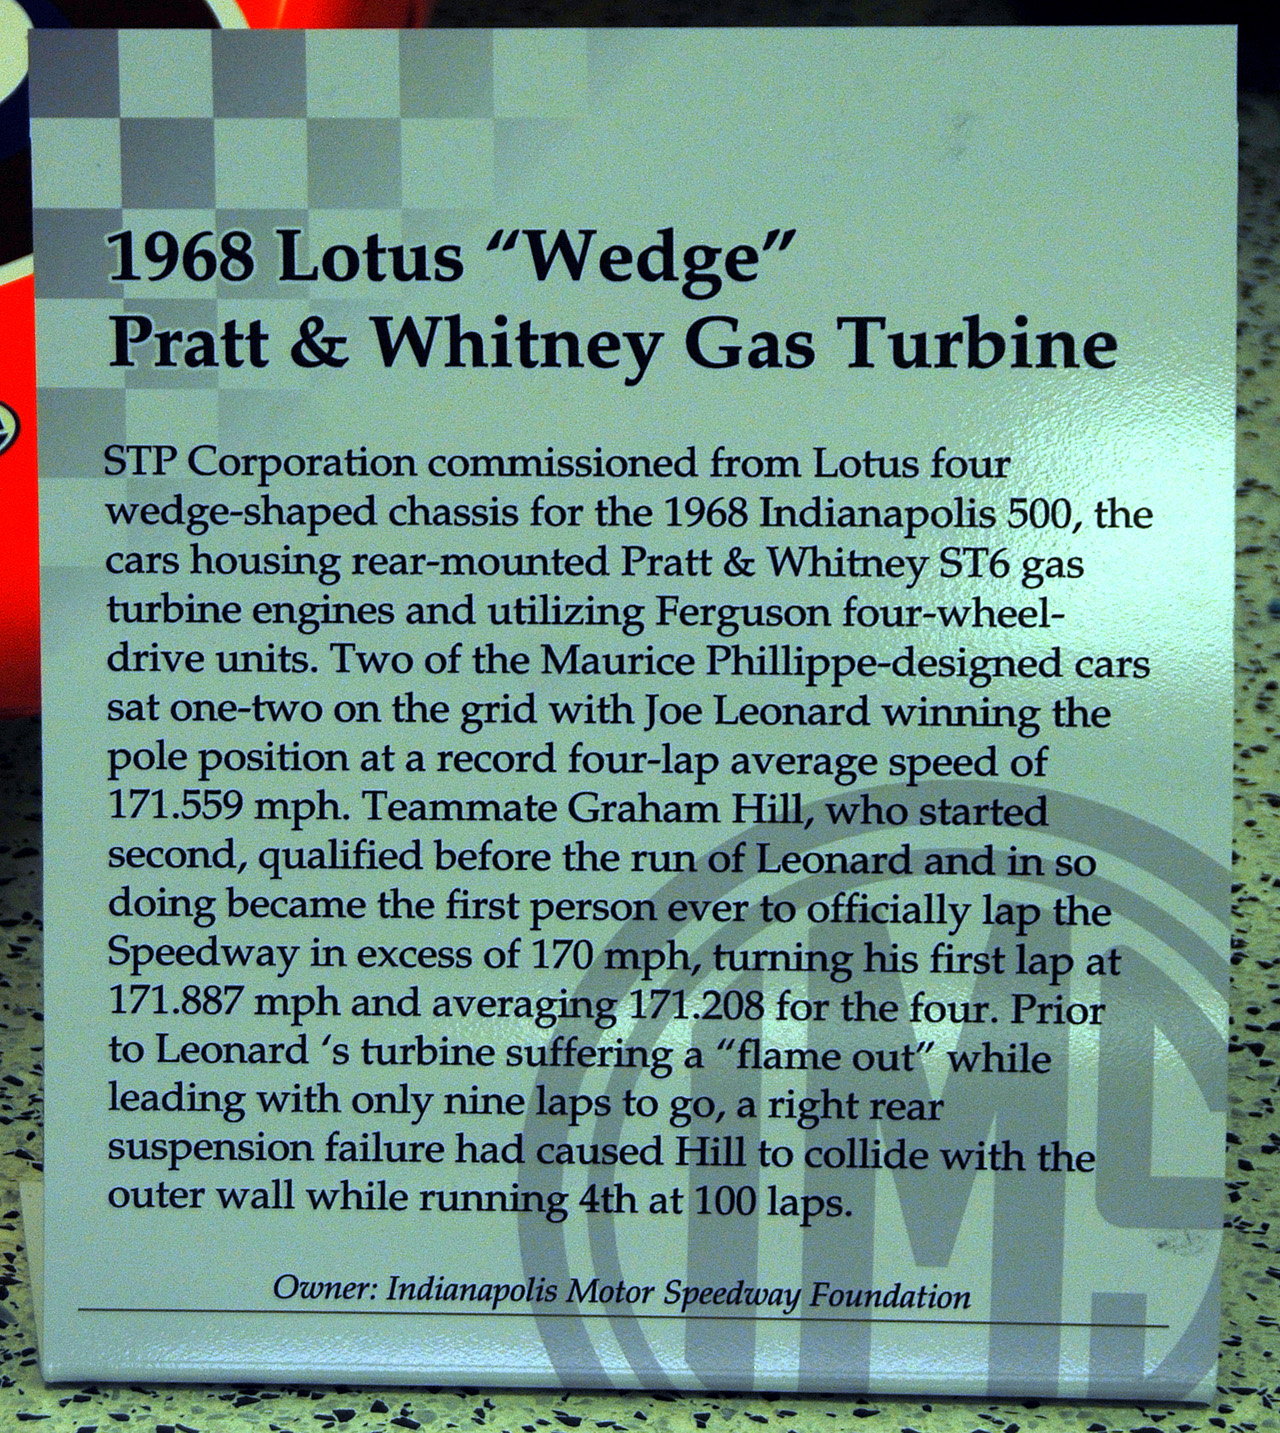 1968 Lotus “Wedge”
Pratt & Whitney Gas Turbine
STP Corporation commissioned from Lotus four
wedge-shaped chassis for the 1968 Indianapolis 500, the
cars housing rear-mounted Pratt & Whitney ST6 gas
turbine engines and utilizing Ferguson four-wheel-
drive units. Two of the Maurice Phillippe-designed cars
sat one-two on the grid with Joe Leonard winning the
pole position at a record four-lap average speed of
171.559 mph. Teammate Graham Hill, who started
second, qualified before the run of Leonard and in so
doing became the first person ever to officially lap the
Speedway in excess of 170 mph, turning his first lap at
171.887 mph and averaging 171.208 for the four. Prior
to Leonard ‘s turbine suffering a “flame out” while
leading with only nine laps to go, a right rear
suspension failure had caused Hill to collide with the
outer wall while running 4th at 100 laps.
Owner: Indianapolis Motor Speedway Foundation